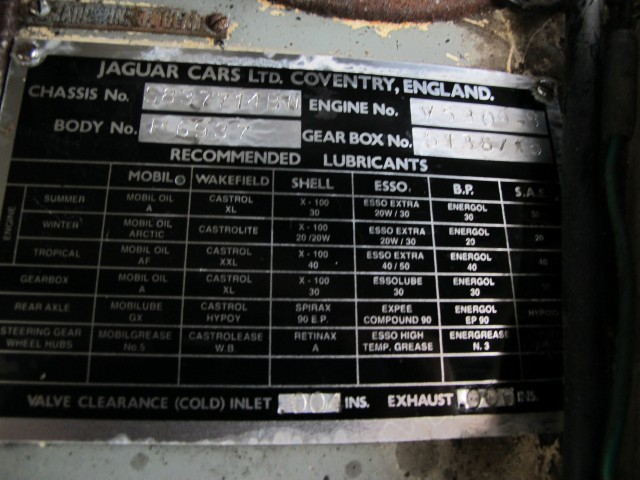 JAGUAR CARS LTD. COVENTRY, ENGLAND.
CHASSIS No. ENGINE No.
BODY No. GEAR BOX No.
RECOMMENDED LUBRICANTS
MOBIL WAKEFIELD SHELL ESSO B.P. S.A.E.
ENGINE
SUMMER MOBIL OIL A CASTROL XL X - 100 30 ESSO EXTRA 20W / 30 ENERGOL 30 30
WINTER MOBIL OIL ARCTIC CASTROLITE X - 100 20/20W ESSO EXTRA 20W / 30 ENERGOL 20 20
TROPICAL MOBIL OIL AF CASTROL XXL X - 100 40 ESSO EXTRA 40 / 50 ENERGOL 40 40
GEARBOX MOBIL OIL A CASTROL XL X - 100 30 ESSOLUBE 30 ENERGOL 30 30
REAR AXLE MOBILUBE GX CASTROL HYPOY SPIRAX 90 E.P. EXPEE COMPOUND 90 ENERGOL EP 90
STEERING GEAR WHEEL HUBS MOBILGREASE No.5 CASTROLEASE W.B. RETINAX A ESSO HIGH TEMP. GREASE ENERGREASE N. 3
VALVE CLEARANCE (COLD) INLET .004 INS. EXHAUST